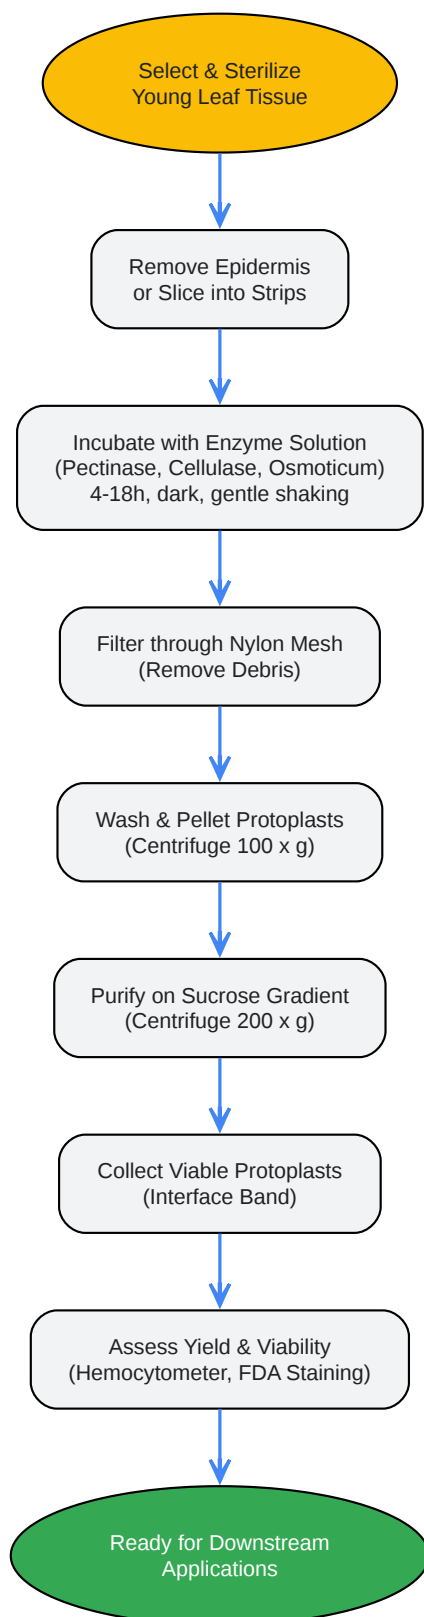 Select & Sterilize
Young Leaf Tissue
Remove Epidermis
or Slice into Strips
Incubate with Enzyme Solution
(Pectinase, Cellulase, Osmoticum)
4-18h, dark, gentle shaking
Filter through Nylon Mesh
(Remove Debris)
Wash & Pellet Protoplasts
(Centrifuge 100 x g)
Purify on Sucrose Gradient
(Centrifuge 200 x g)
Collect Viable Protoplasts
(Interface Band)
Assess Yield & Viability
(Hemocytometer, FDA Staining)
Ready for Downstream
Applications